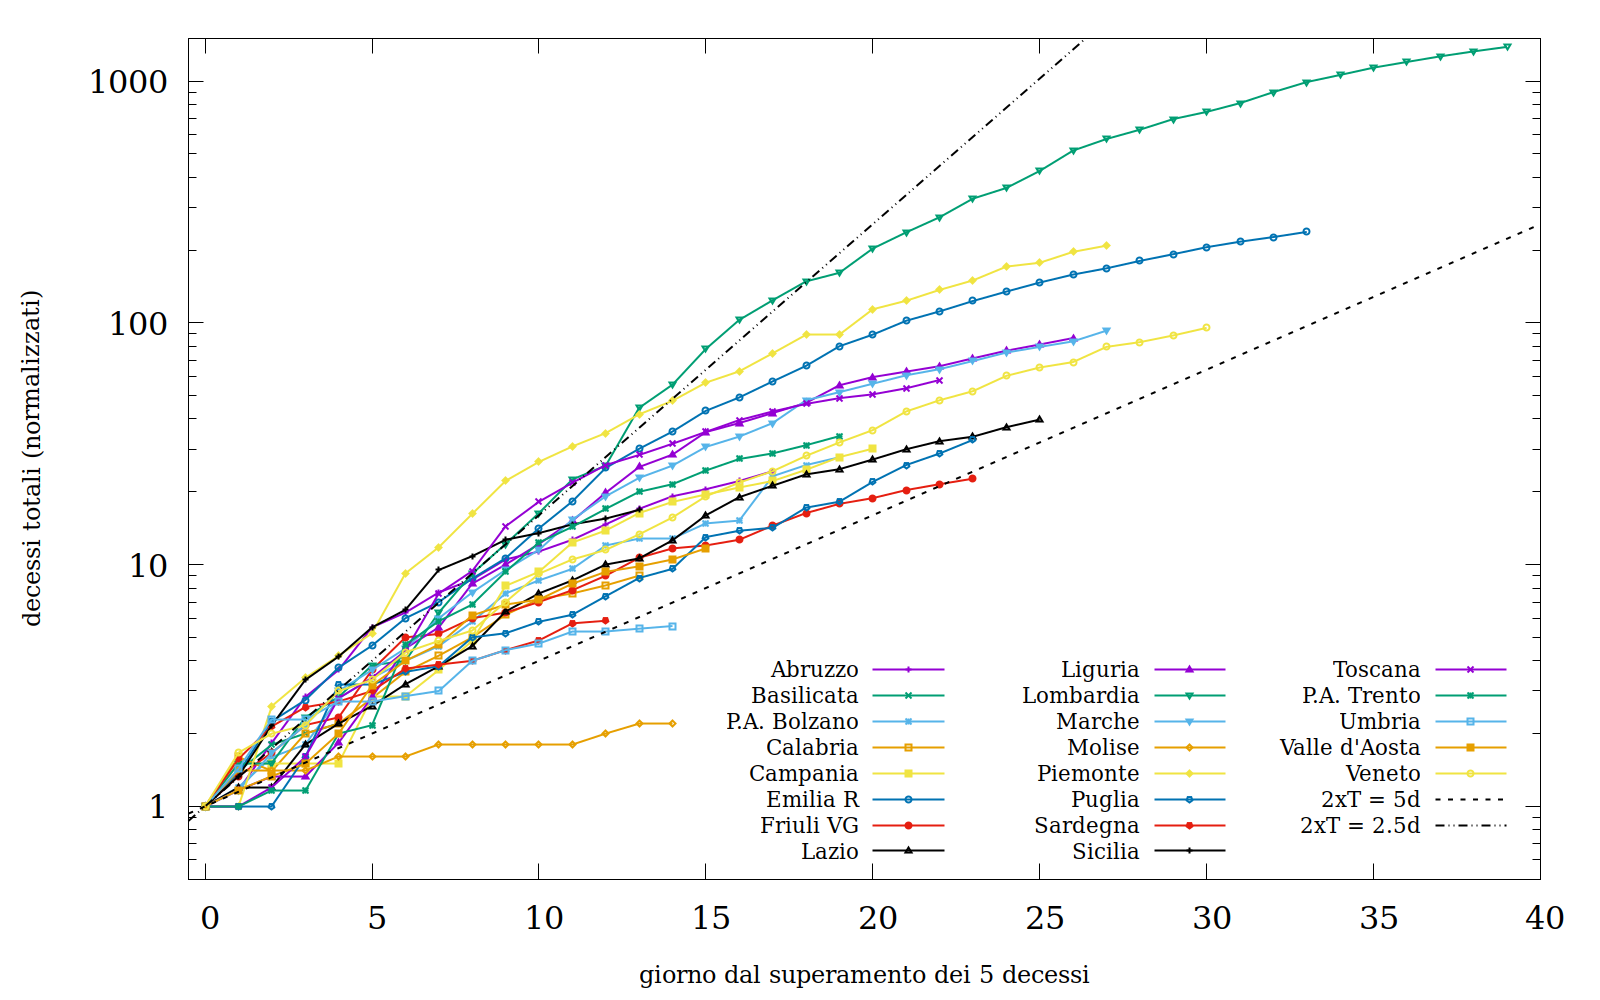 1000
100
10
1
decessi totali (normalizzati)
Abruzzo
Basilicata
P.A. Bolzano
Calabria
Campania
Emilia R
Friuli VG
Lazio
Liguria
Lombardia
Marche
Molise
Piemonte
Puglia
Sardegna
Sicilia
Toscana
P.A. Trento
Umbria
Valle d'Aosta
Veneto
2xT = 5d
2xT = 2.5d
0 5 10 15 20 25 30 35 40
giorno dal superamento dei 5 decessi